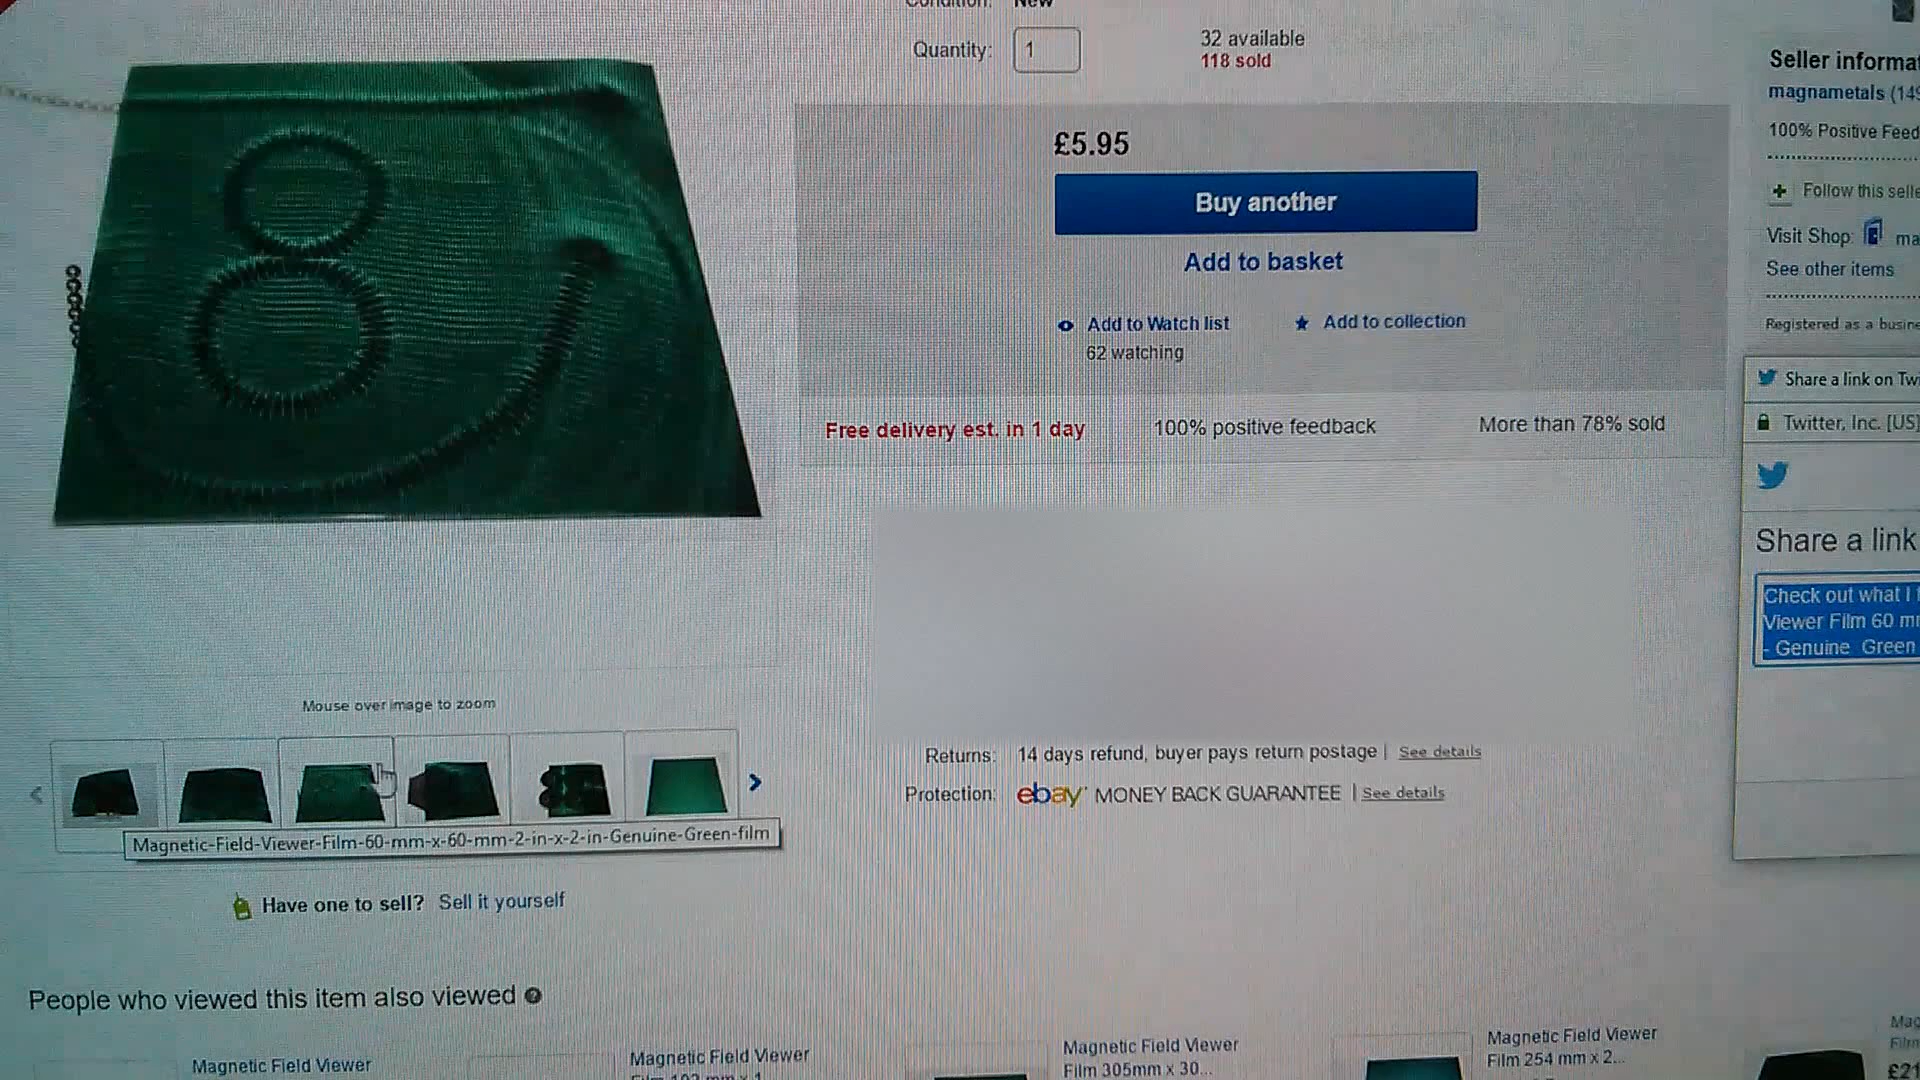 Condition: New
Quantity: 1
32 available
118 sold
£5.95
Buy another
Add to basket
Add to Watch list
Add to collection
62 watching
Free delivery est. in 1 day
100% positive feedback
More than 78% sold
Mouse over image to zoom
Magnetic-Field-Viewer-Film-60-mm-x-60-mm-2-in-x-2-in-Genuine-Green-film
Have one to sell? Sell it yourself
Returns: 14 days refund, buyer pays return postage | See details
Protection: ebay MONEY BACK GUARANTEE | See details
Seller informa
magnametals (149
100% Positive Feed
Follow this selle
Visit Shop: ma
See other items
Registered as a busine
Share a link on Twi
Twitter, Inc. [US]
Share a link
Check out what I
Viewer Film 60 m
- Genuine Green
People who viewed this item also viewed
Magnetic Field Viewer
Magnetic Field Viewer
Magnetic Field Viewer
Film 305mm x 30...
Magnetic Field Viewer
Film 254 mm x 2...
Mag
Film
£21